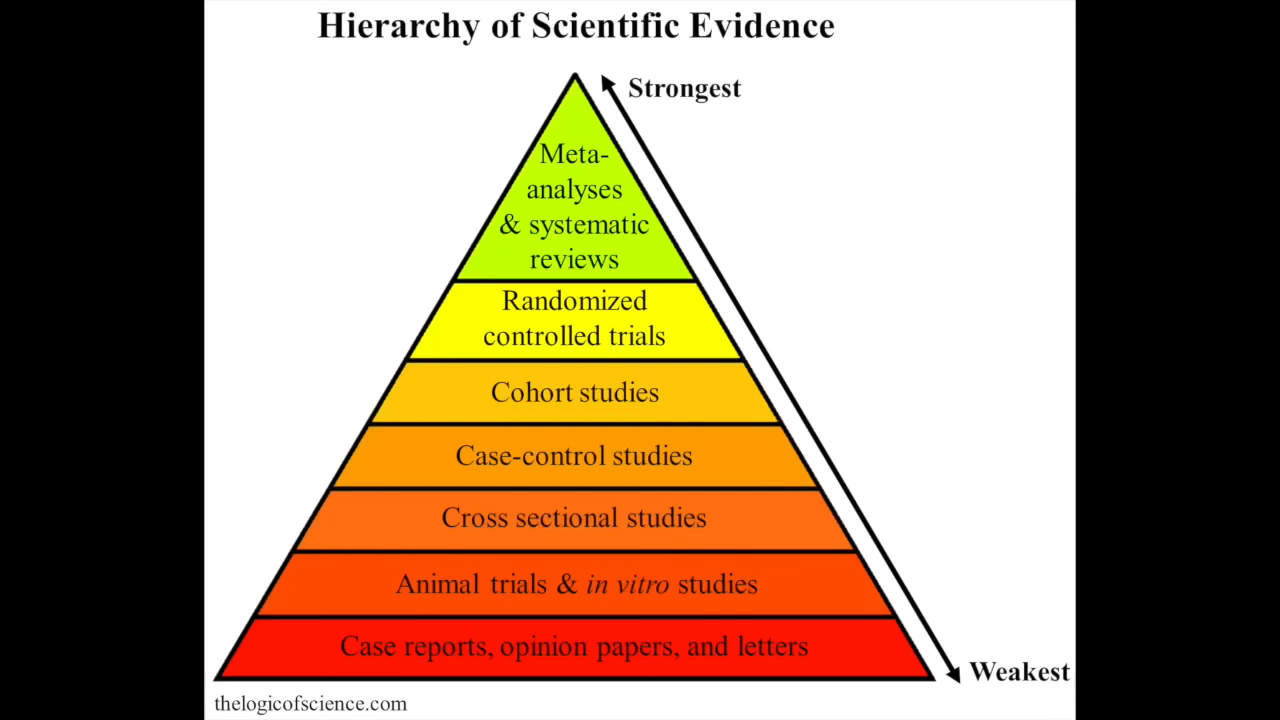 Hierarchy of Scientific Evidence
Strongest
Meta-
analyses
& systematic
reviews
Randomized
controlled trials
Cohort studies
Case-control studies
Cross sectional studies
Animal trials & in vitro studies
Case reports, opinion papers, and letters
Weakest
thelogicofscience.com